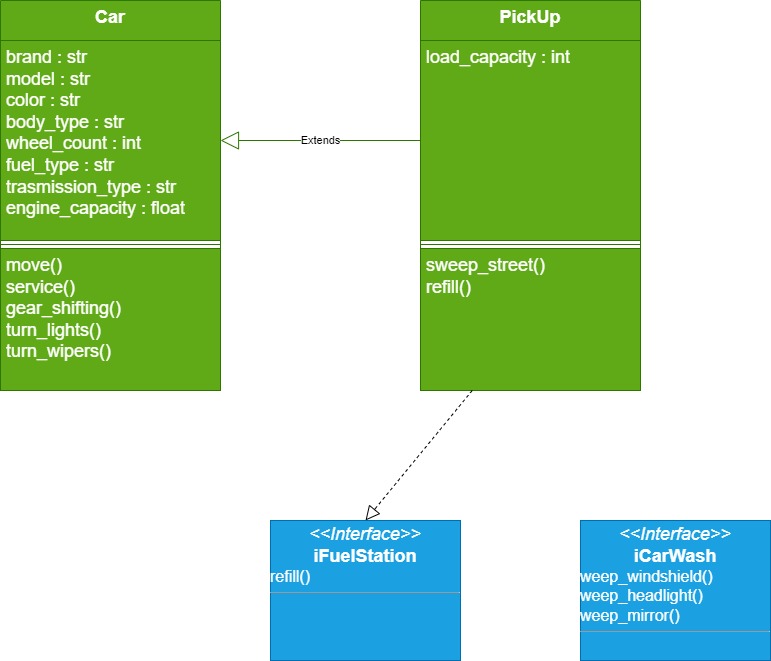 Car
brand : str
model : str
color : str
body_type : str
wheel_count : int
fuel_type : str
trasmission_type : str
engine_capacity : float
move()
service()
gear_shifting()
turn_lights()
turn_wipers()
Extends
PickUp
load_capacity : int
sweep_street()
refill()
<<Interface>>
iFuelStation
refill()
<<Interface>>
iCarWash
weep_windshield()
weep_headlight()
weep_mirror()